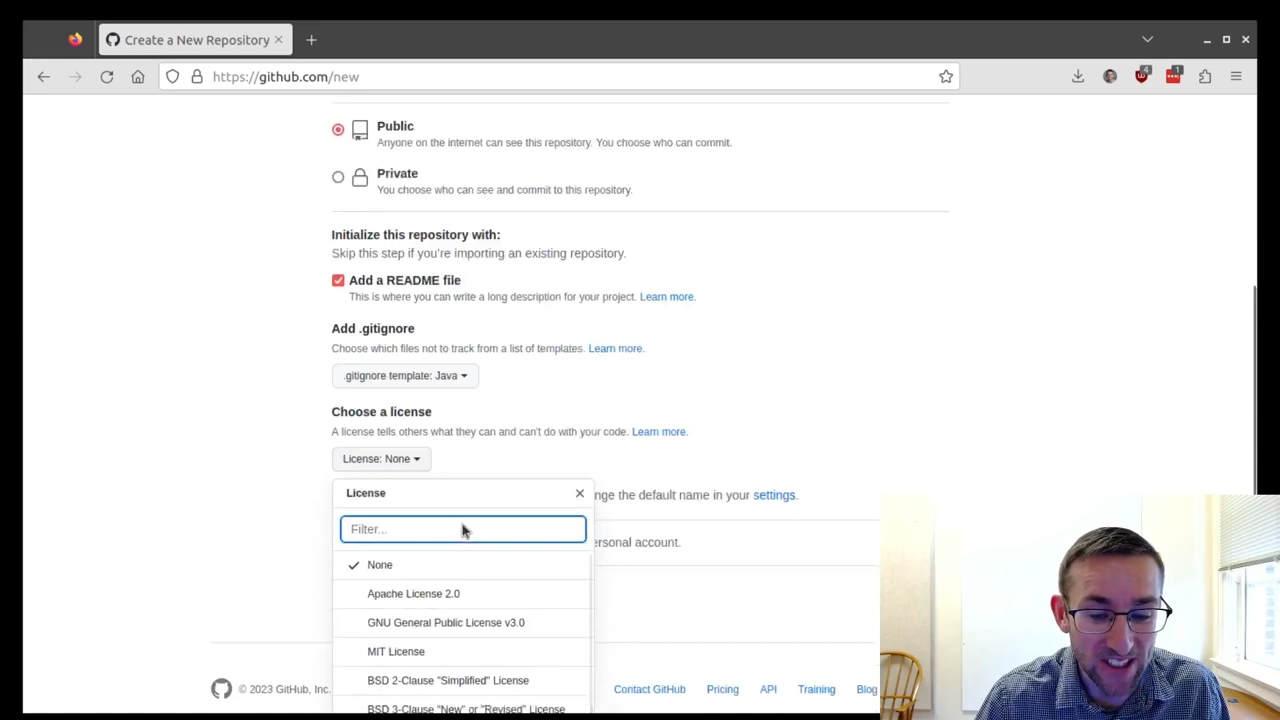 Create a New Repository
https://github.com/new
4
1
Public
Anyone on the internet can see this repository. You choose who can commit.
Private
You choose who can see and commit to this repository.
Initialize this repository with:
Skip this step if you're importing an existing repository.
Add a README file
This is where you can write a long description for your project. Learn more.
Add .gitignore
Choose which files not to track from a list of templates. Learn more.
.gitignore template: Java
Choose a license
A license tells others what they can and can't do with your code. Learn more.
License: None
License
nge the default name in your settings.
Filter...
ersonal account.
None
Apache License 2.0
GNU General Public License v3.0
MIT License
BSD 2-Clause "Simplified" License
© 2023 GitHub, Inc.
Contact GitHub
Pricing
API
Training
Blog
BSD 3-Clause "New" or "Revised" License